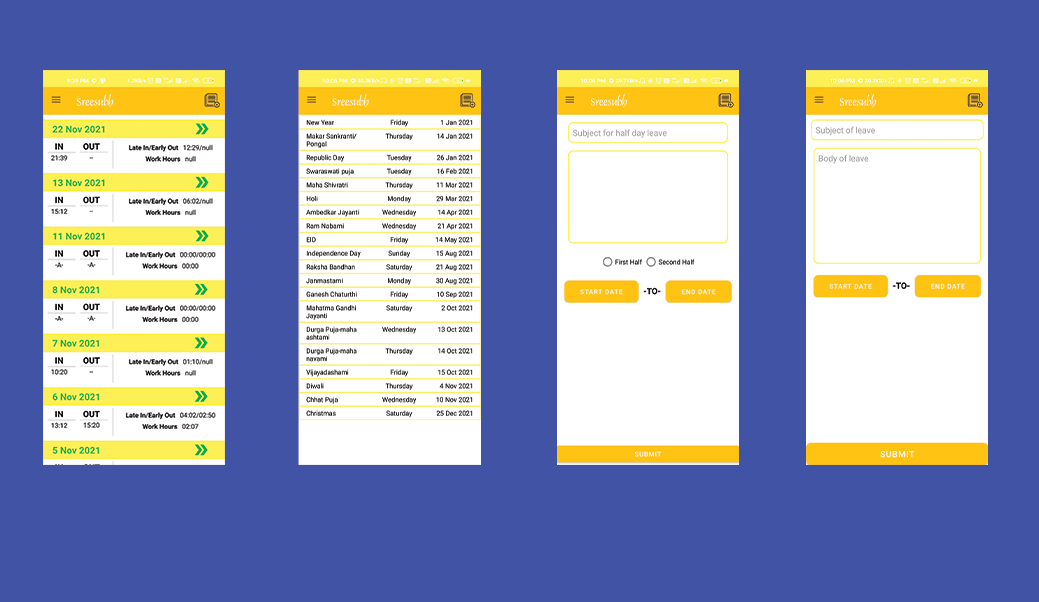 9:39 PM
Sreesubh
22 Nov 2021
IN OUT Late In/Early Out 12:29/null
21:39 -- Work Hours null
13 Nov 2021
IN OUT Late In/Early Out 06:02/null
15:12 -- Work Hours null
11 Nov 2021
IN OUT Late In/Early Out 00:00/00:00
-A- -A- Work Hours 00:00
8 Nov 2021
IN OUT Late In/Early Out 00:00/00:00
-A- -A- Work Hours 00:00
7 Nov 2021
IN OUT Late In/Early Out 01:10/null
10:20 -- Work Hours null
6 Nov 2021
IN OUT Late In/Early Out 04:02/02:50
13:12 15:20 Work Hours 02:07
5 Nov 2021
Sreesubh
New Year Friday 1 Jan 2021
Makar Sankranti/ Thursday 14 Jan 2021
Pongal
Republic Day Tuesday 26 Jan 2021
Swaraswati puja Tuesday 16 Feb 2021
Maha Shivratri Thursday 11 Mar 2021
Holi Monday 29 Mar 2021
Ambedkar Jayanti Wednesday 14 Apr 2021
Ram Nabami Wednesday 21 Apr 2021
EID Friday 14 May 2021
Independence Day Sunday 15 Aug 2021
Raksha Bandhan Saturday 21 Aug 2021
Janmastami Monday 30 Aug 2021
Ganesh Chaturthi Friday 10 Sep 2021
Mahatma Gandhi Saturday 2 Oct 2021
Jayanti
Durga Puja-maha Wednesday 13 Oct 2021
ashtami
Durga Puja-maha Thursday 14 Oct 2021
navami
Vijayadashami Friday 15 Oct 2021
Diwali Thursday 4 Nov 2021
Chhat Puja Wednesday 10 Nov 2021
Christmas Saturday 25 Dec 2021
Sreesubh
Subject for half day leave
First Half Second Half
START DATE -TO- END DATE
SUBMIT
Sreesubh
Subject of leave
Body of leave
START DATE -TO- END DATE
SUBMIT